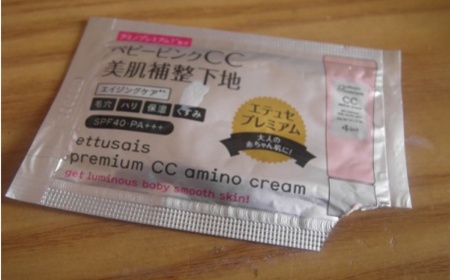 ベビーピンクCC
美肌補整下地
エイジングケア
毛穴 ハリ 保湿 くすみ
SPF40・PA+++
エテュセ
プレミアム
大人の
赤ちゃん肌に!
ettusais
premium CC amino cream
get luminous baby smooth skin!
CC